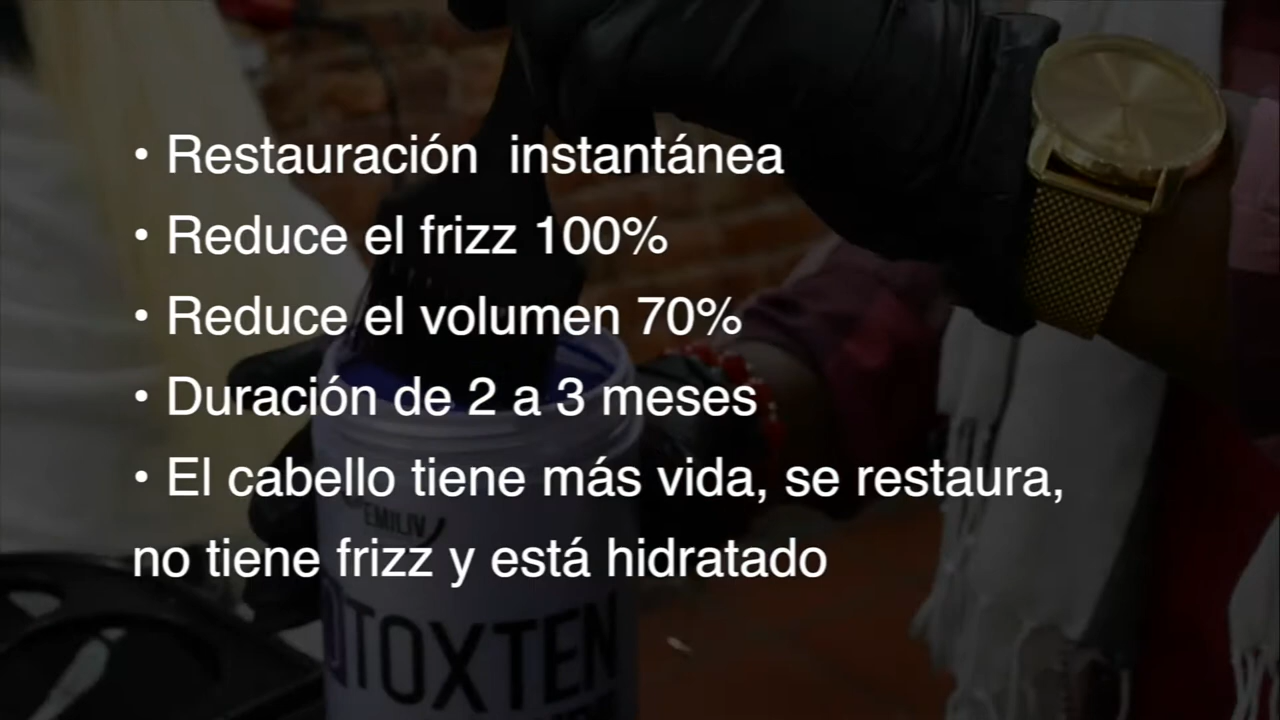 • Restauración  instantánea
• Reduce el frizz 100%
• Reduce el volumen 70%
• Duración de 2 a 3 meses
• El cabello tiene más vida, se restaura,
no tiene frizz y está hidratado
EMILIV
OTOXTEN